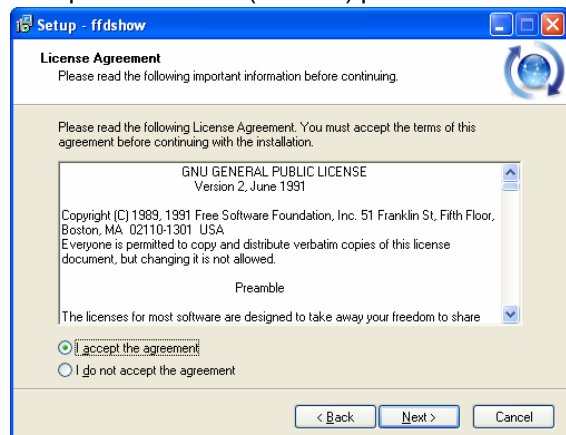 Setup - ffdshow
License Agreement
Please read the following important information before continuing.
Please read the following License Agreement. You must accept the terms of this
agreement before continuing with the installation.
GNU GENERAL PUBLIC LICENSE
Version 2, June 1991
Copyright (C) 1989, 1991 Free Software Foundation, Inc. 51 Franklin St, Fifth Floor,
Boston, MA 02110-1301 USA
Everyone is permitted to copy and distribute verbatim copies of this license
document, but changing it is not allowed.
Preamble
The licenses for most software are designed to take away your freedom to share
I accept the agreement
I do not accept the agreement
< Back Next > Cancel